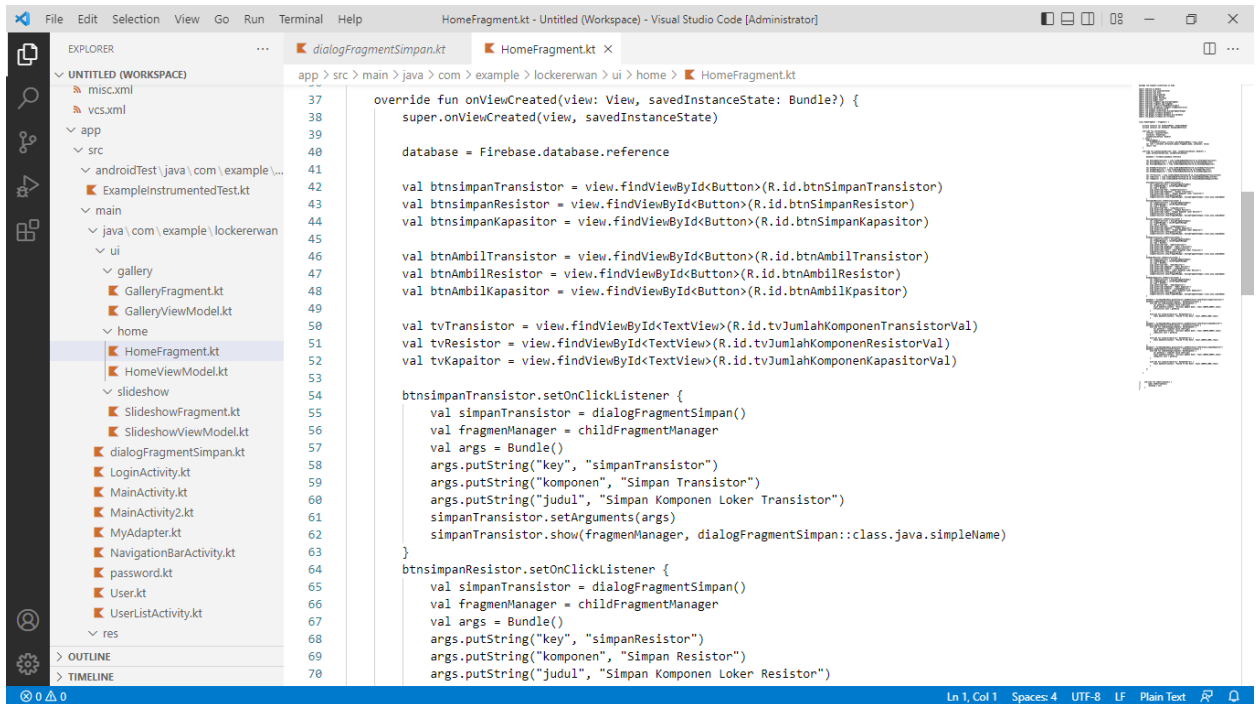 File Edit Selection View Go Run Terminal Help HomeFragment.kt - Untitled (Workspace) - Visual Studio Code [Administrator]
EXPLORER ...
UNTITLED (WORKSPACE)
misc.xml
vcs.xml
app
src
androidTest\java\com\example\...
ExampleInstrumentedTest.kt
main
java\com\example\lockererwan
ui
gallery
GalleryFragment.kt
GalleryViewModel.kt
home
HomeFragment.kt
HomeViewModel.kt
slideshow
SlideshowFragment.kt
SlideshowViewModel.kt
dialogFragmentSimpan.kt
LoginActivity.kt
MainActivity.kt
MainActivity2.kt
MyAdapter.kt
NavigationBarActivity.kt
password.kt
User.kt
UserListActivity.kt
res
OUTLINE
TIMELINE
dialogFragmentSimpan.kt HomeFragment.kt
app > src > main > java > com > example > lockererwan > ui > home > HomeFragment.kt
37 override fun onViewCreated(view: View, savedInstanceState: Bundle?) {
38 super.onViewCreated(view, savedInstanceState)
39
40 database = Firebase.database.reference
41
42 val btnsimpanTransistor = view.findViewById<Button>(R.id.btnSimpanTransistor)
43 val btnsimpanResistor = view.findViewById<Button>(R.id.btnSimpanResistor)
44 val btnsimpanKapasitor = view.findViewById<Button>(R.id.btnSimpanKapasitor)
45
46 val btnAmbilTransistor = view.findViewById<Button>(R.id.btnAmbilTransistor)
47 val btnAmbilResistor = view.findViewById<Button>(R.id.btnAmbilResistor)
48 val btnAmbilKapasitor = view.findViewById<Button>(R.id.btnAmbilKpasitor)
49
50 val tvTransistor = view.findViewById<TextView>(R.id.tvJumlahKomponenTransistorVal)
51 val tvResistor = view.findViewById<TextView>(R.id.tvJumlahKomponenResistorVal)
52 val tvKapaitor = view.findViewById<TextView>(R.id.tvJumlahKomponenKapasitorVal)
53
54 btnsimpanTransistor.setOnClickListener {
55 val simpanTransistor = dialogFragmentSimpan()
56 val fragmenManager = childFragmentManager
57 val args = Bundle()
58 args.putString("key", "simpanTransistor")
59 args.putString("komponen", "Simpan Transistor")
60 args.putString("judul", "Simpan Komponen Loker Transistor")
61 simpanTransistor.setArguments(args)
62 simpanTransistor.show(fragmenManager, dialogFragmentSimpan::class.java.simpleName)
63 }
64 btnsimpanResistor.setOnClickListener {
65 val simpanTransistor = dialogFragmentSimpan()
66 val fragmenManager = childFragmentManager
67 val args = Bundle()
68 args.putString("key", "simpanResistor")
69 args.putString("komponen", "Simpan Resistor")
70 args.putString("judul", "Simpan Komponen Loker Resistor")
0 0 Ln 1, Col 1 Spaces: 4 UTF-8 LF Plain Text